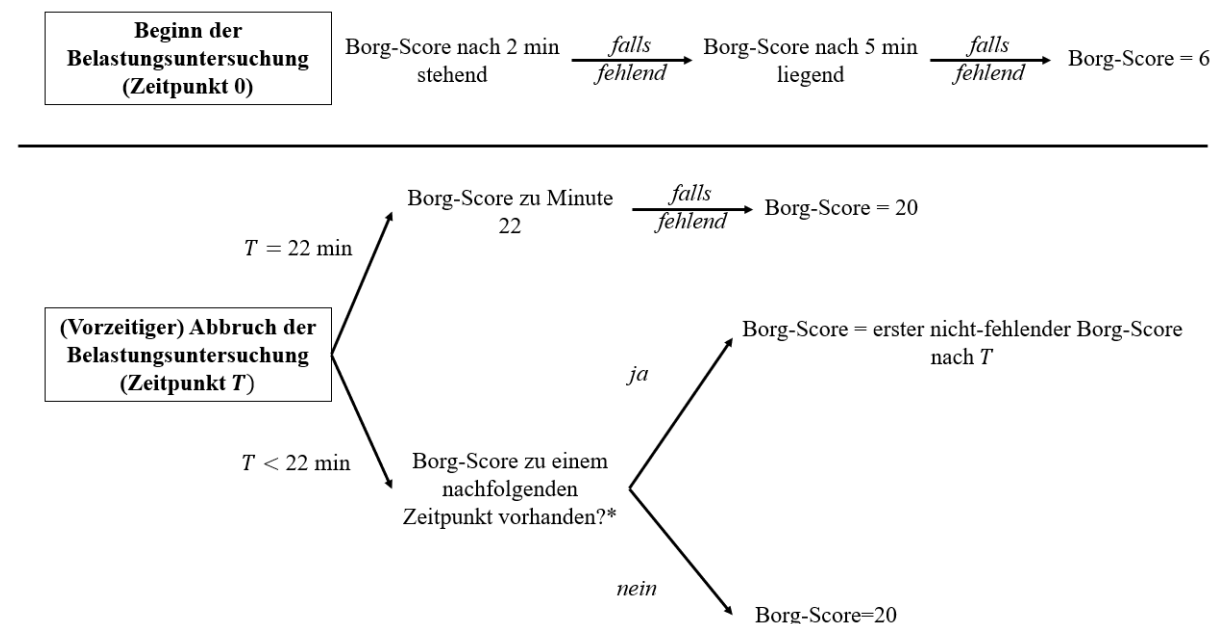 Beginn der
Belastungsuntersuchung
(Zeitpunkt 0)
Borg-Score nach 2 min
stehend
falls
fehlend
Borg-Score nach 5 min
liegend
falls
fehlend
Borg-Score = 6
Borg-Score zu Minute
22
falls
fehlend
Borg-Score = 20
T = 22 min
(Vorzeitiger) Abbruch der
Belastungsuntersuchung
(Zeitpunkt T)
Borg-Score = erster nicht-fehlender Borg-Score
nach T
ja
T < 22 min
Borg-Score zu einem
nachfolgenden
Zeitpunkt vorhanden?*
nein
Borg-Score=20